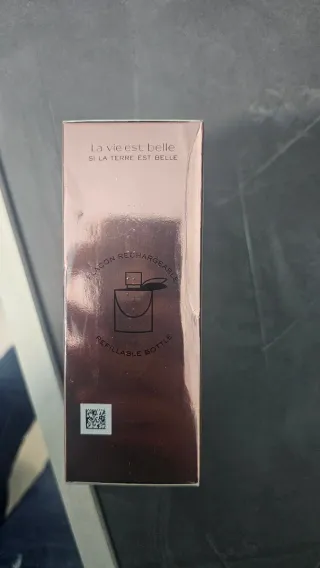 La vie est belle
SI LA TERRE EST BELLE
FLACON RECHARGEABLE
REFILLABLE BOTTLE